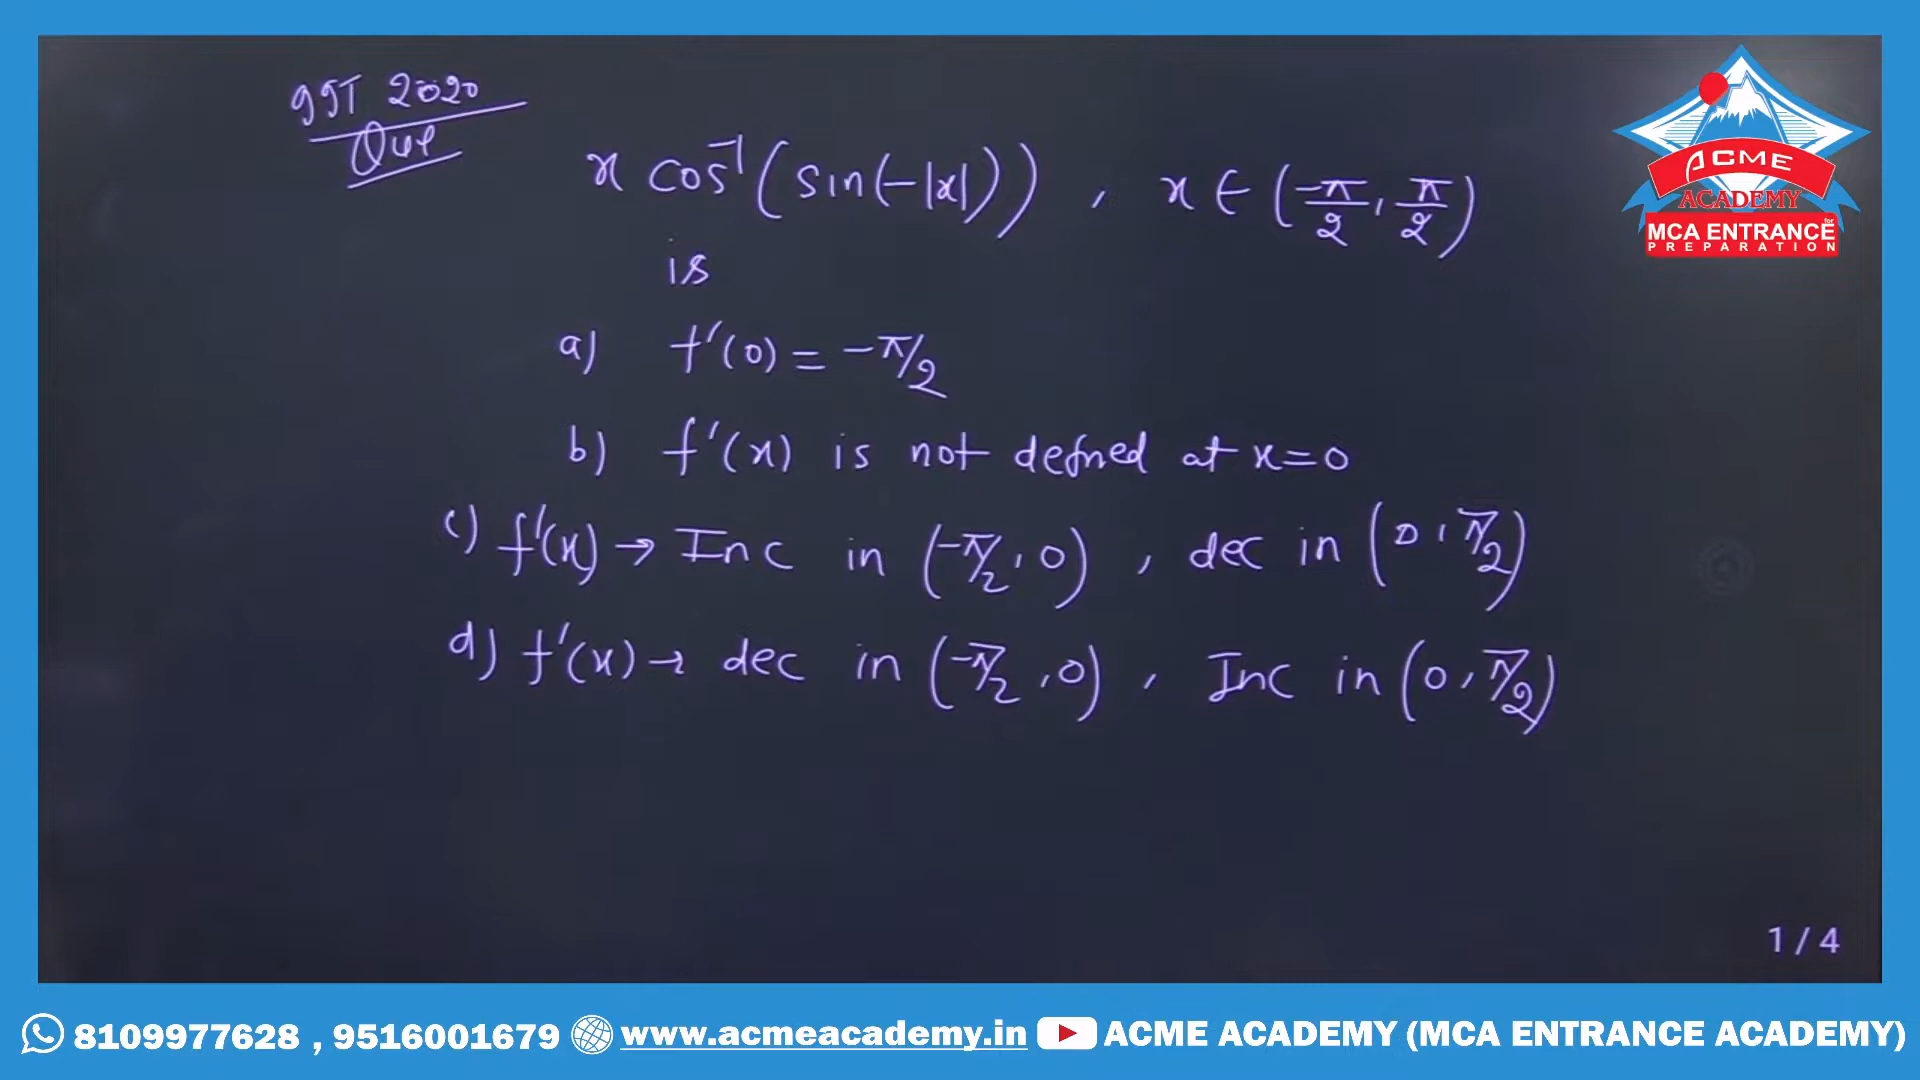 IIT 2020
Que
x cos⁻¹(sin(-|x|)) , x ∈ (-π/2, π/2)
is
a) f'(0) = -π/2
b) f'(x) is not defned at x=0
c) f'(x) → Inc in (-π/2, 0) , dec in (0, π/2)
d) f'(x) → dec in (-π/2, 0) , Inc in (0, π/2)
1 / 4
ACME
ACADEMY
for
MCA ENTRANCE
PREPARATION
8109977628 , 9516001679 www.acmeacademy.in ACME ACADEMY (MCA ENTRANCE ACADEMY)